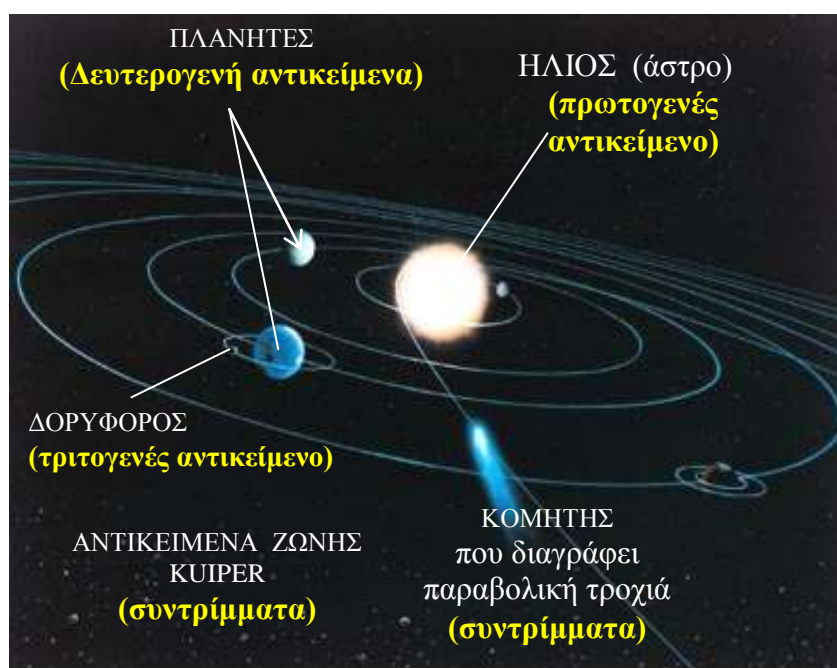 ΠΛΑΝΗΤΕΣ
(Δευτερογενή αντικείμενα)
ΗΛΙΟΣ (άστρο)
(πρωτογενές
αντικείμενο)
ΔΟΡΥΦΟΡΟΣ
(τριτογενές αντικείμενο)
ΑΝΤΙΚΕΙΜΕΝΑ ΖΩΝΗΣ
KUIPER
(συντρίμματα)
ΚΟΜΗΤΗΣ
που διαγράφει
παραβολική τροχιά
(συντρίμματα)